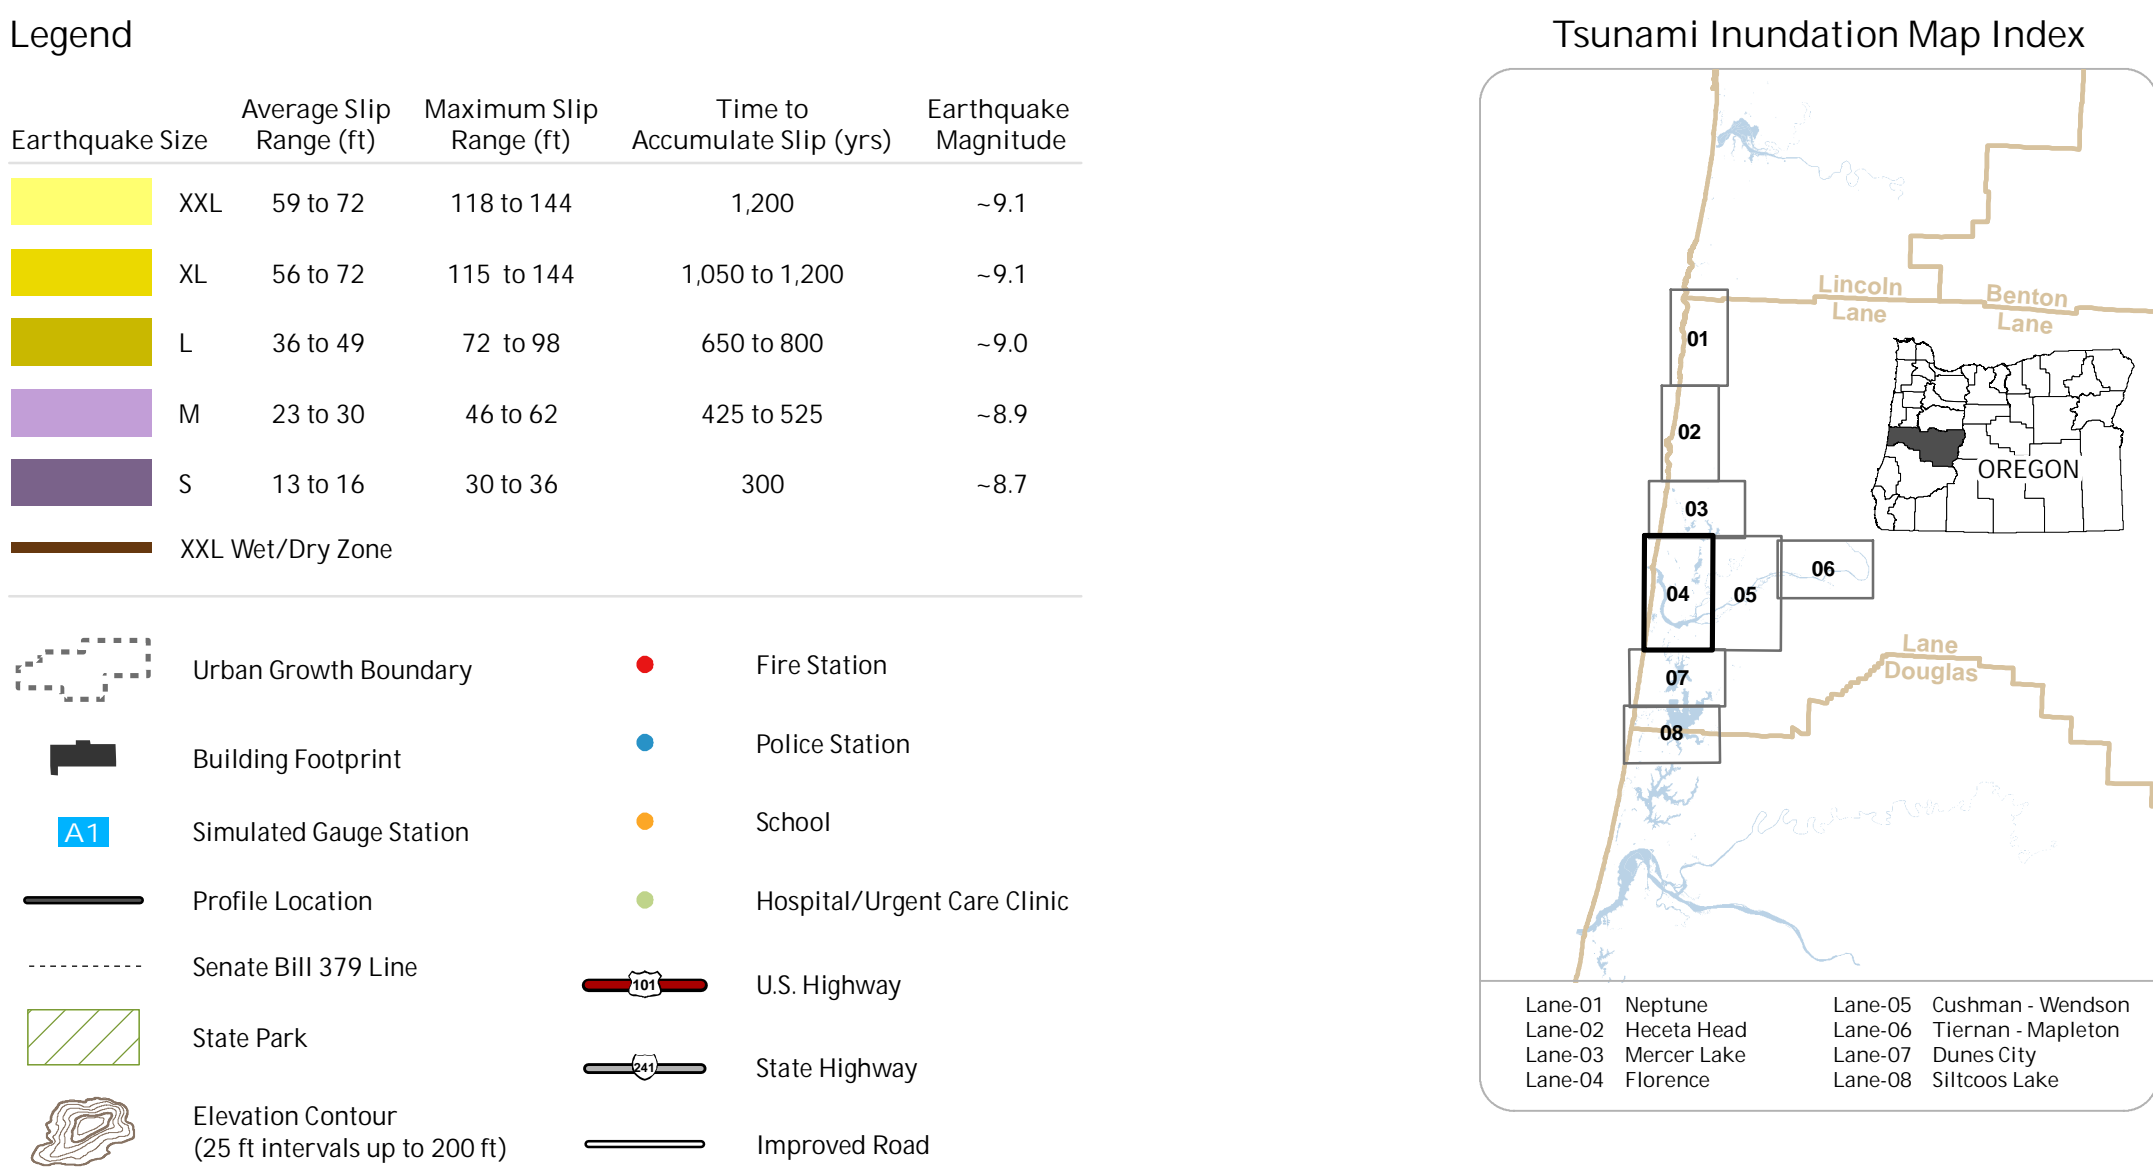 Legend
Earthquake Size
Average Slip
Range (ft)
Maximum Slip
Range (ft)
Time to
Accumulate Slip (yrs)
Earthquake
Magnitude
XXL 59 to 72 118 to 144 1,200 ~9.1
XL 56 to 72 115 to 144 1,050 to 1,200 ~9.1
L 36 to 49 72 to 98 650 to 800 ~9.0
M 23 to 30 46 to 62 425 to 525 ~8.9
S 13 to 16 30 to 36 300 ~8.7
XXL Wet/Dry Zone
Urban Growth Boundary
Building Footprint
A1 Simulated Gauge Station
Profile Location
Senate Bill 379 Line
State Park
Elevation Contour
(25 ft intervals up to 200 ft)
Fire Station
Police Station
School
Hospital/Urgent Care Clinic
101 U.S. Highway
241 State Highway
Improved Road
Tsunami Inundation Map Index
Lincoln
Lane
Benton
Lane
01
02
03
04
05
06
07
08
OREGON
Lane
Douglas
Lane-01 Neptune
Lane-02 Heceta Head
Lane-03 Mercer Lake
Lane-04 Florence
Lane-05 Cushman - Wendson
Lane-06 Tiernan - Mapleton
Lane-07 Dunes City
Lane-08 Siltcoos Lake